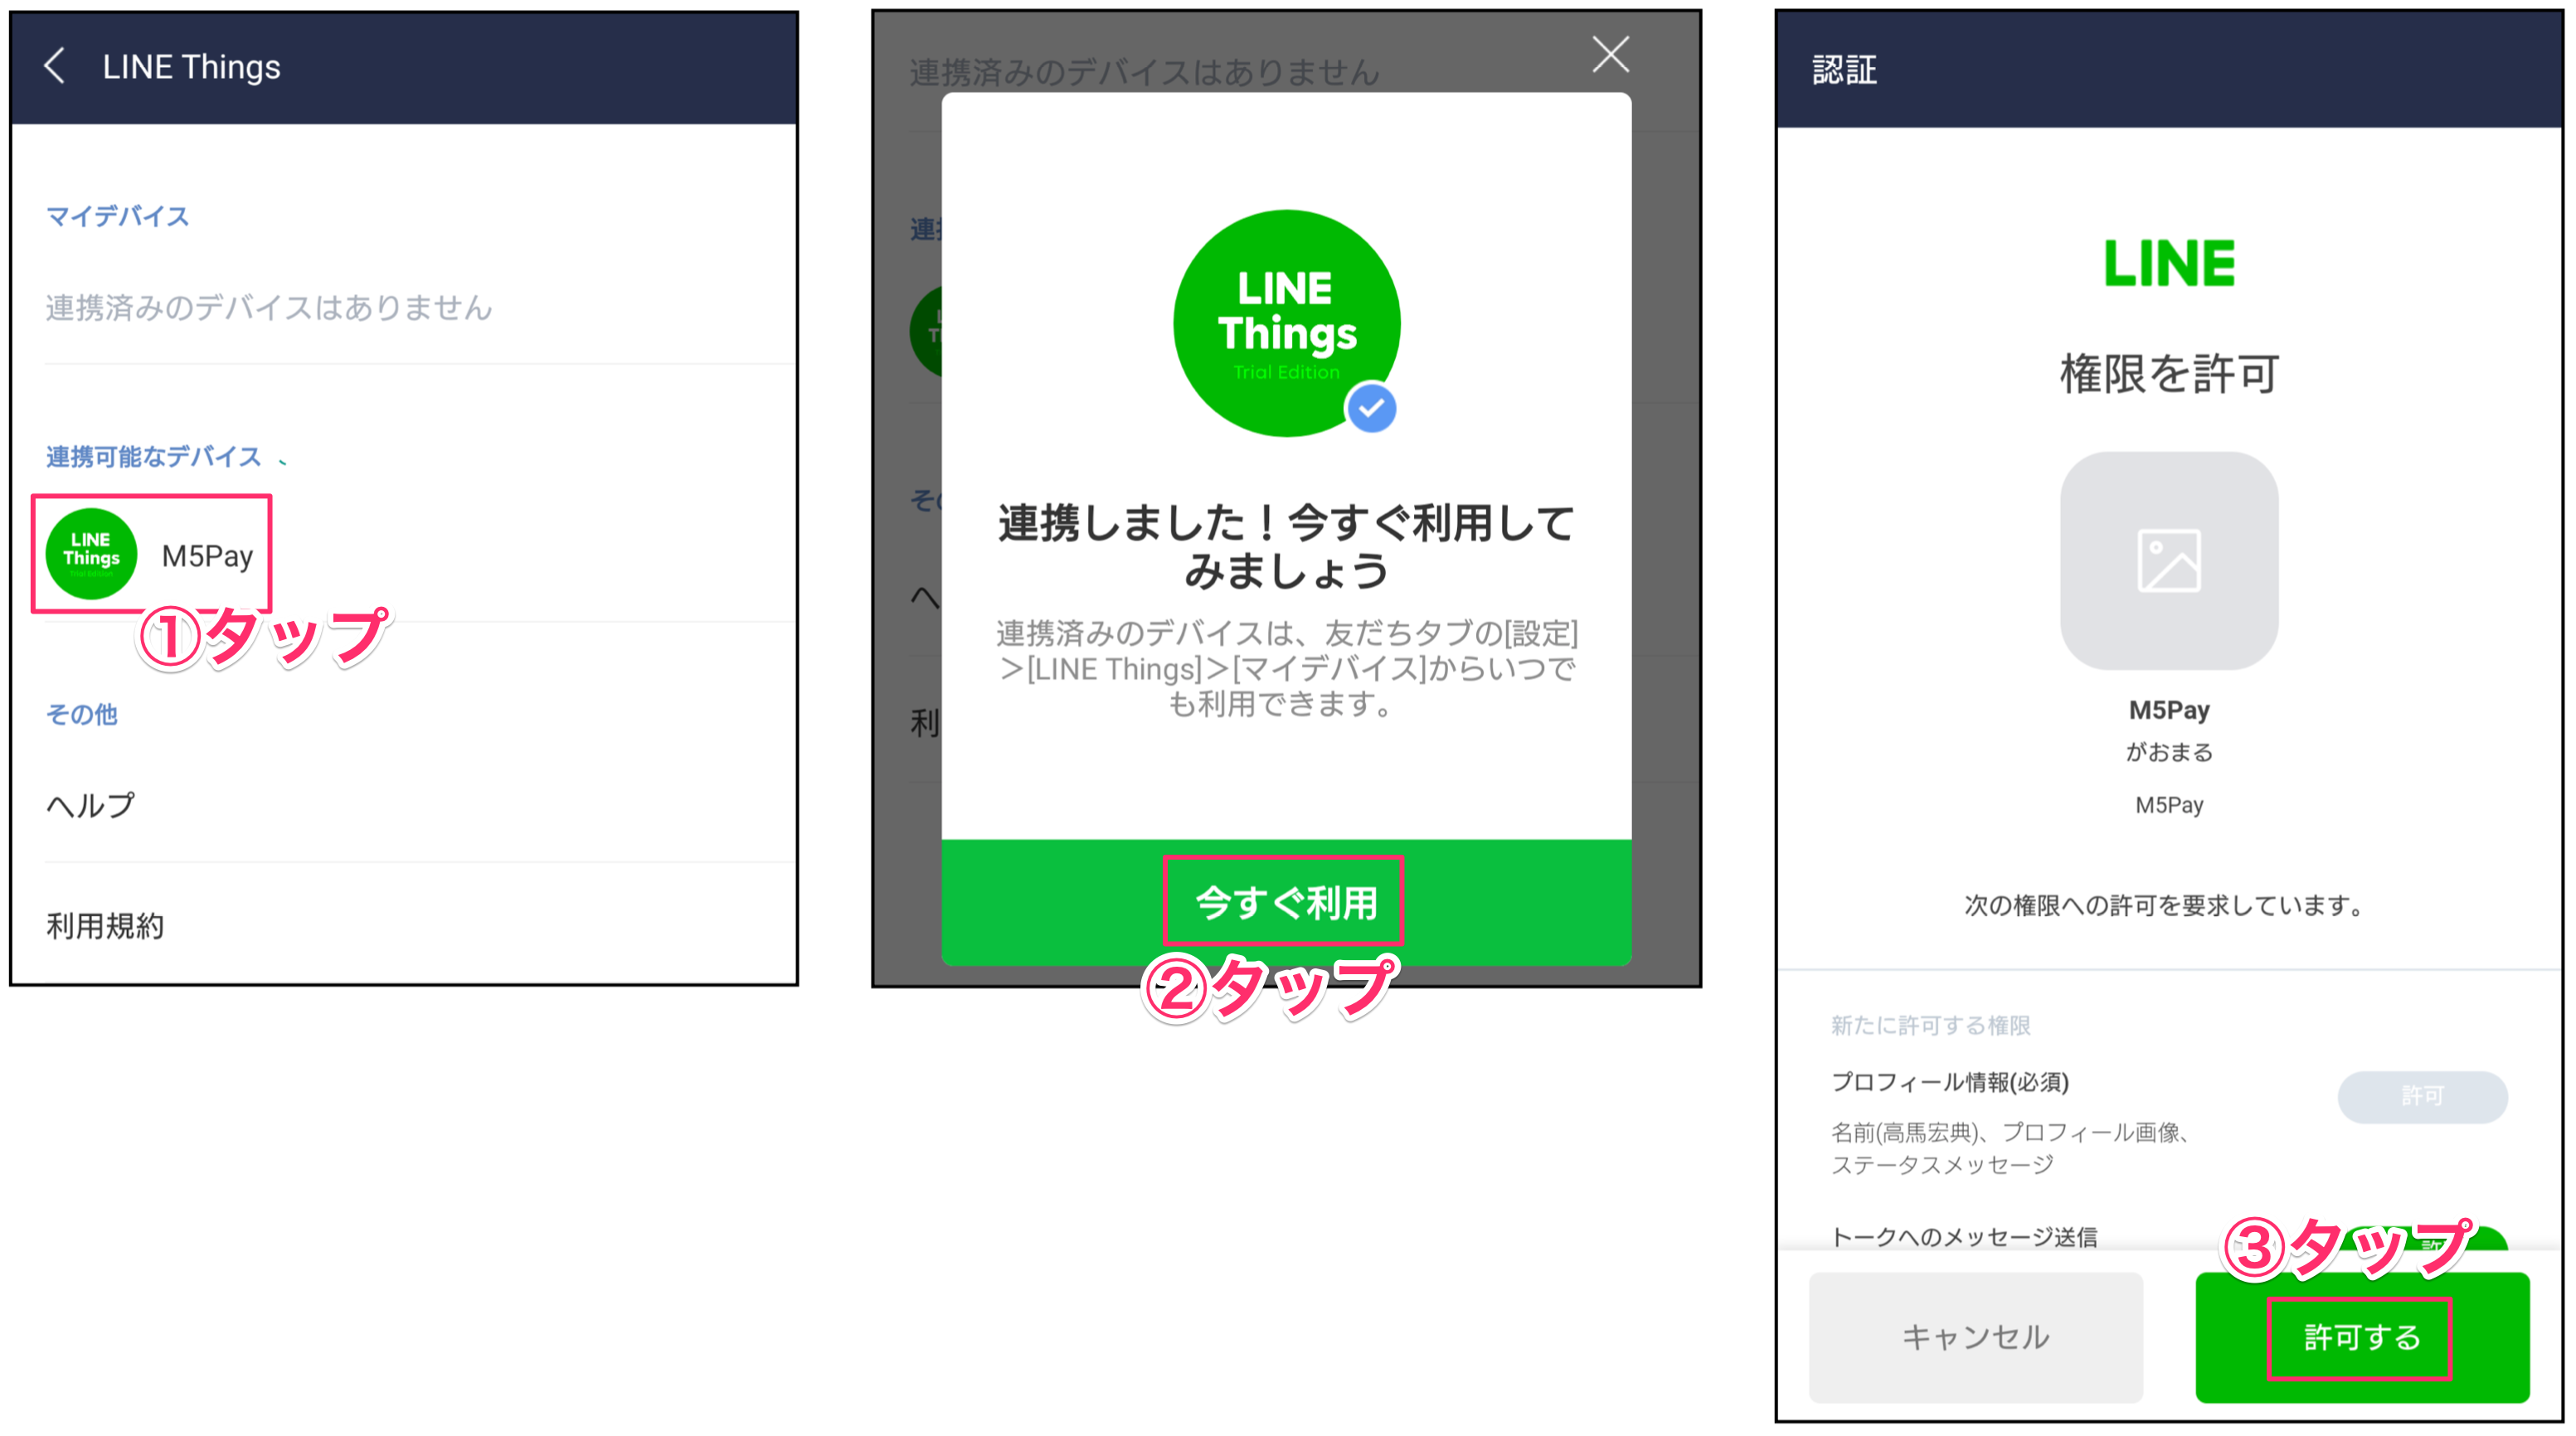 LINE Things
マイデバイス
連携済みのデバイスはありません
連携可能なデバイス
LINE
Things
Trial Edition
M5Pay
①タップ
その他
ヘルプ
利用規約
連携済みのデバイスはありません
LINE
Things
Trial Edition
連携しました！今すぐ利用して
みましょう
連携済みのデバイスは、友だちタブの[設定]
＞[LINE Things]＞[マイデバイス]からいつで
も利用できます。
今すぐ利用
②タップ
認証
LINE
権限を許可
M5Pay
がおまる
M5Pay
次の権限への許可を要求しています。
新たに許可する権限
プロフィール情報(必須)
許可
名前(高馬宏典)、プロフィール画像、
ステータスメッセージ
トークへのメッセージ送信
③タップ
キャンセル
許可する